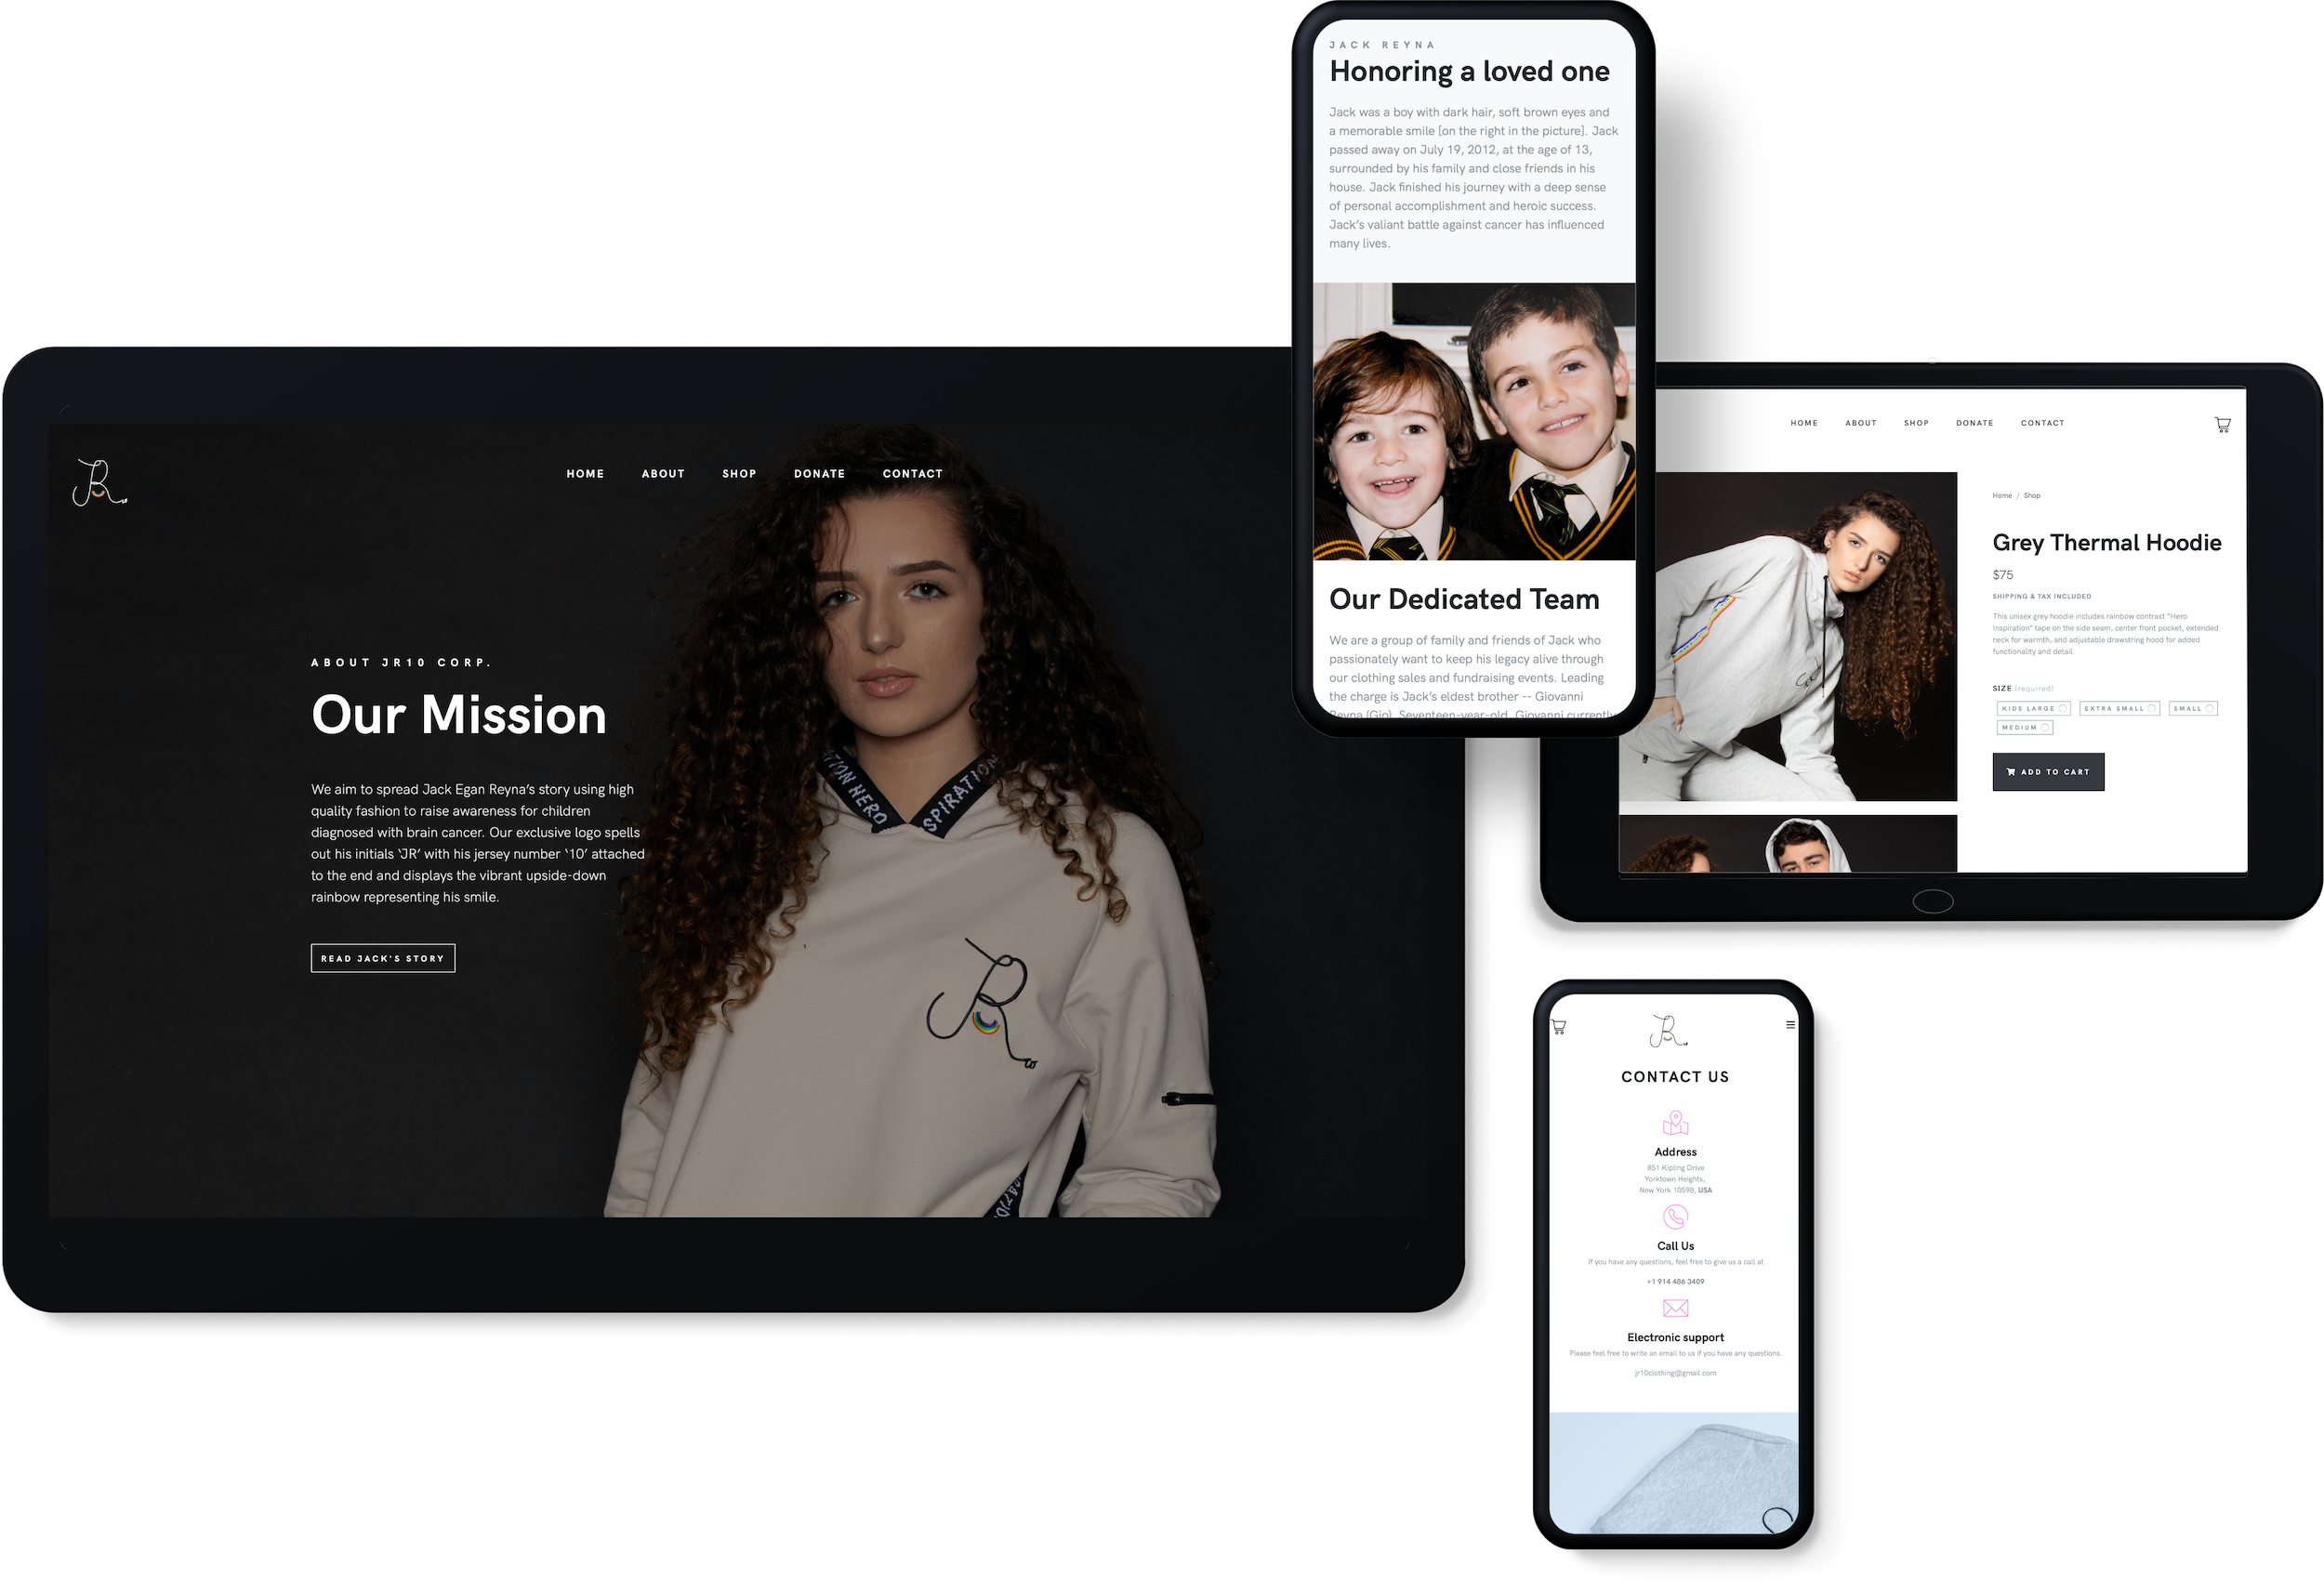 JACK REYNA
Honoring a loved one
Jack was a boy with dark hair, soft brown eyes and
a memorable smile [on the right in the picture]. Jack
passed away on July 19, 2012, at the age of 13,
surrounded by his family and close friends in his
house. Jack finished his journey with a deep sense
of personal accomplishment and heroic success.
Jack's valiant battle against cancer has influenced
many lives.
Our Dedicated Team
We are a group of family and friends of Jack who
passionately want to keep his legacy alive through
our clothing sales and fundraising events. Leading
the charge is Jack's eldest brother -- Giovanni
Reyna (Gio). Seventeen-year-old, Giovanni currently
HOME ABOUT SHOP DONATE CONTACT
ABOUT JR10 CORP.
Our Mission
We aim to spread Jack Egan Reyna's story using high
quality fashion to raise awareness for children
diagnosed with brain cancer. Our exclusive logo spells
out his initials ‘JR’ with his jersey number ‘10’ attached
to the end and displays the vibrant upside-down
rainbow representing his smile.
READ JACK'S STORY
TION HERO
SPIRATION
HOME ABOUT SHOP DONATE CONTACT
Home / Shop
Grey Thermal Hoodie
$75
SHIPPING & TAX INCLUDED
This unisex grey hoodie includes rainbow contrast "Hero
Inspiration" tape on the side seam, center front pocket, extended
neck for warmth, and adjustable drawstring hood for added
functionality and detail.
SIZE (required)
KIDS LARGE EXTRA SMALL SMALL
MEDIUM
ADD TO CART
CONTACT US
Address
851 Kipling Drive
Yorktown Heights,
New York 10598, USA
Call Us
If you have any questions, feel free to give us a call at
+1 914 486 3409
Electronic support
Please feel free to write an email to us if you have any questions.
jr10clothing@gmail.com